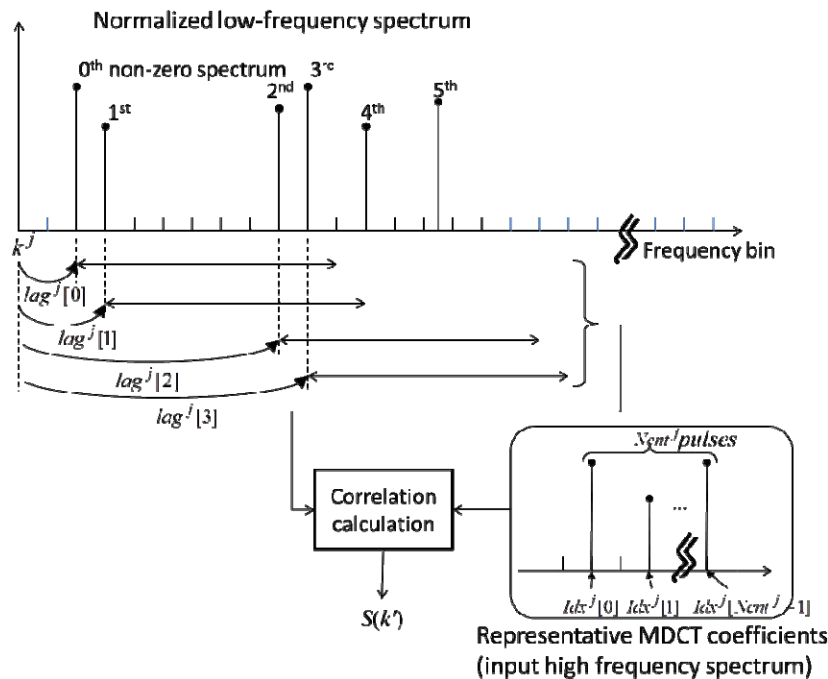 Normalized low-frequency spectrum
0th non-zero spectrum
3rc
2nd
1st
4th
5th
k^j
Frequency bin
lag^j[0]
lag^j[1]
lag^j[2]
lag^j[3]
Ncnt^j pulses
Correlation
calculation
...
Idx^j[0] Idx^j[1] Idx^j[Ncnt^j-1]
S(k')
Representative MDCT coefficients
(input high frequency spectrum)